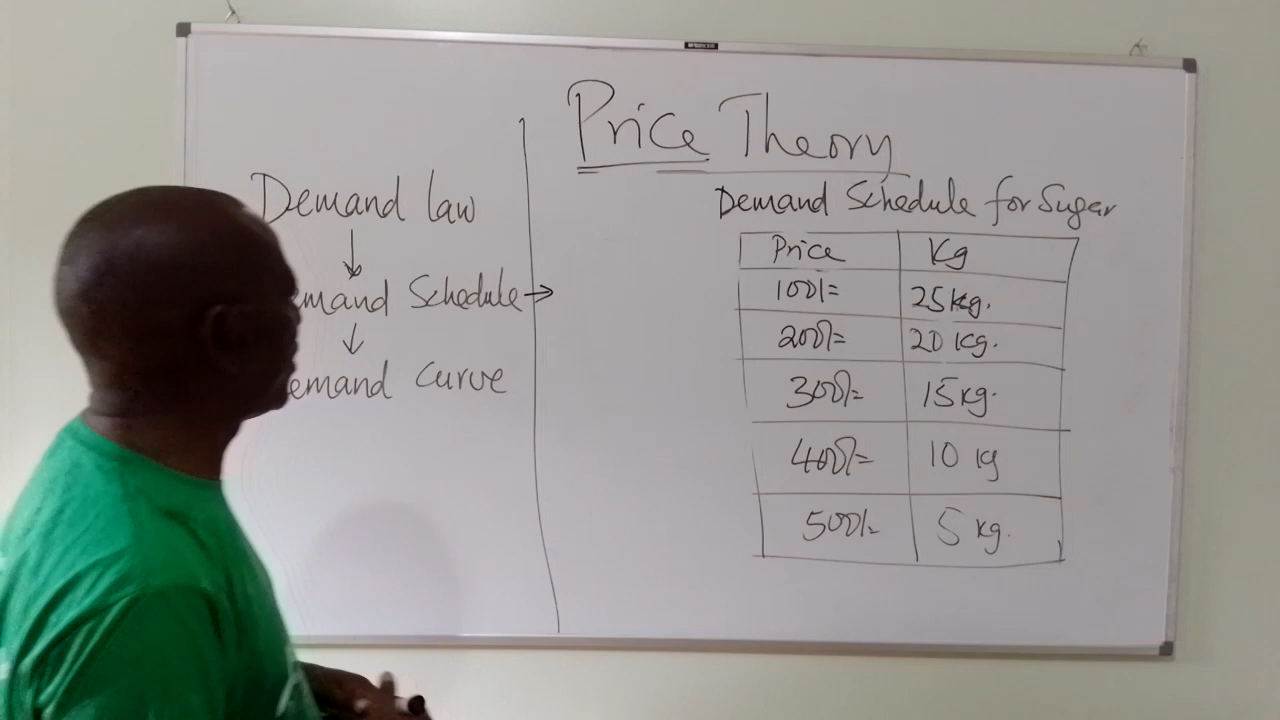 Price Theory
Demand law
↓
mand Schedule →
↓
emand Curve
Demand Schedule for Sugar
Price Kg
100/= 25kg.
200/= 20 kg.
300/= 15kg.
400/= 10 kg
500/= 5 kg.